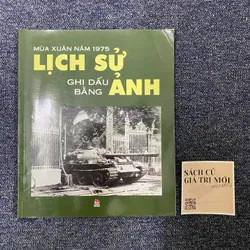 MÙA XUÂN NĂM 1975
LỊCH SỬ
GHI DẤU
BẰNG
ẢNH
SÁCH CŨ
GIÁ TRỊ MỚI